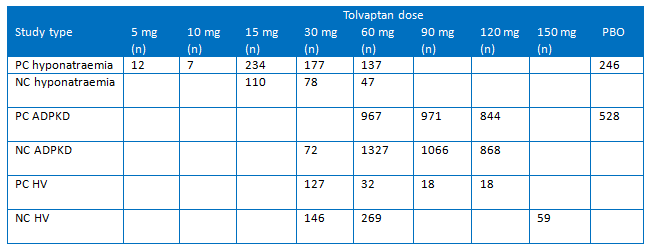 Tolvaptan dose
Study type 5 mg (n) 10 mg (n) 15 mg (n) 30 mg (n) 60 mg (n) 90 mg (n) 120 mg (n) 150 mg (n) PBO
PC hyponatraemia 12 7 234 177 137 246
NC hyponatraemia 110 78 47
PC ADPKD 967 971 844 528
NC ADPKD 72 1327 1066 868
PC HV 127 32 18 18
NC HV 146 269 59